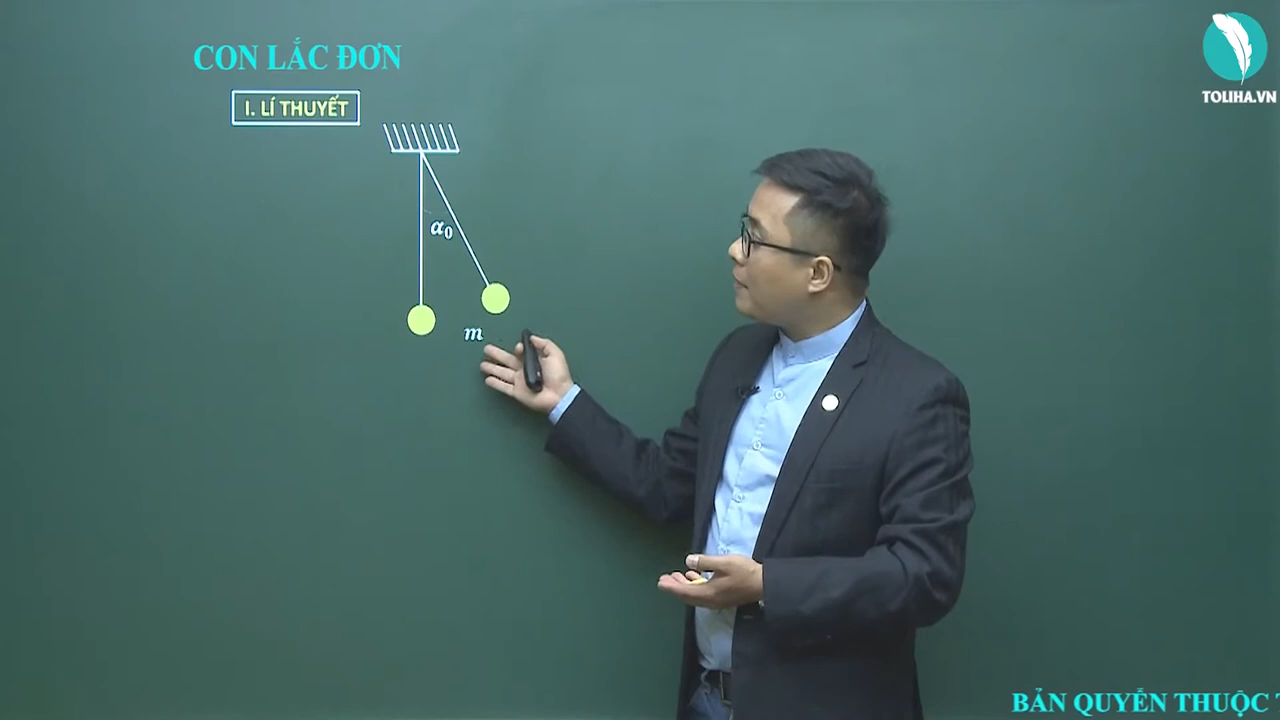 CON LẮC ĐƠN
I. LÍ THUYẾT
α₀
m
TOLIHA.VN
BẢN QUYỀN THUỘC